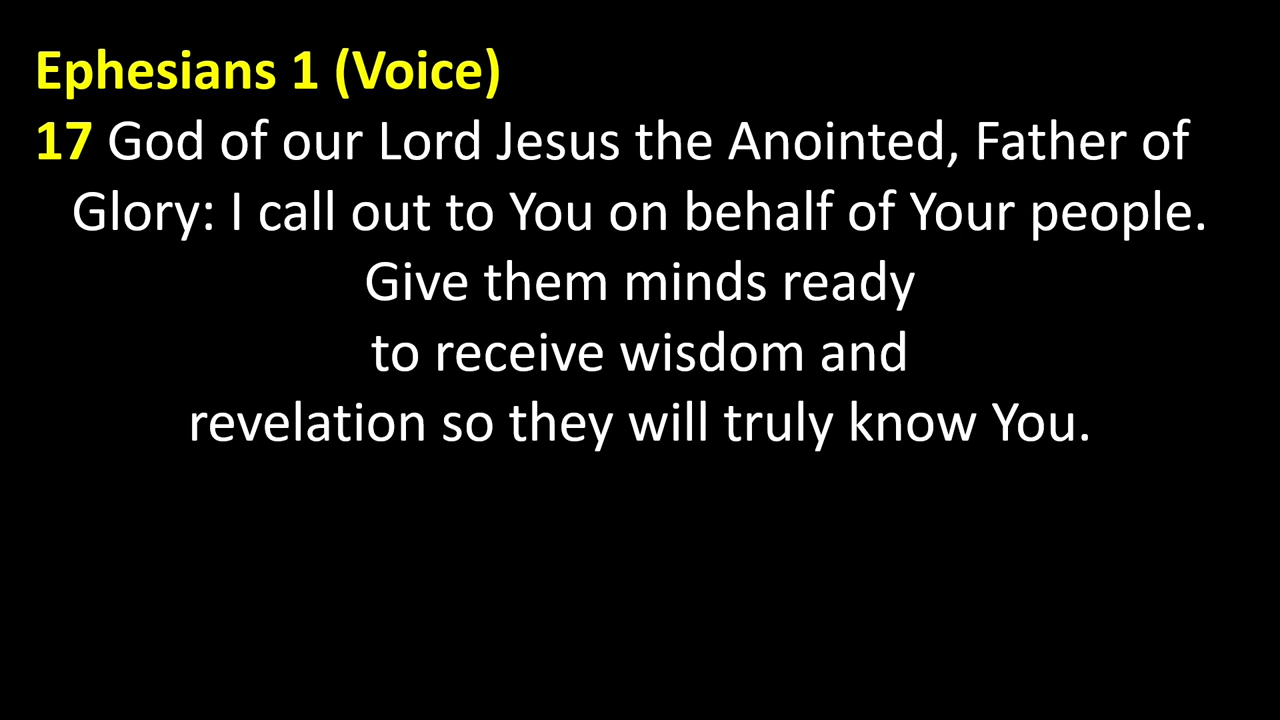 Ephesians 1 (Voice)
17 God of our Lord Jesus the Anointed, Father of
Glory: I call out to You on behalf of Your people.
Give them minds ready
to receive wisdom and
revelation so they will truly know You.